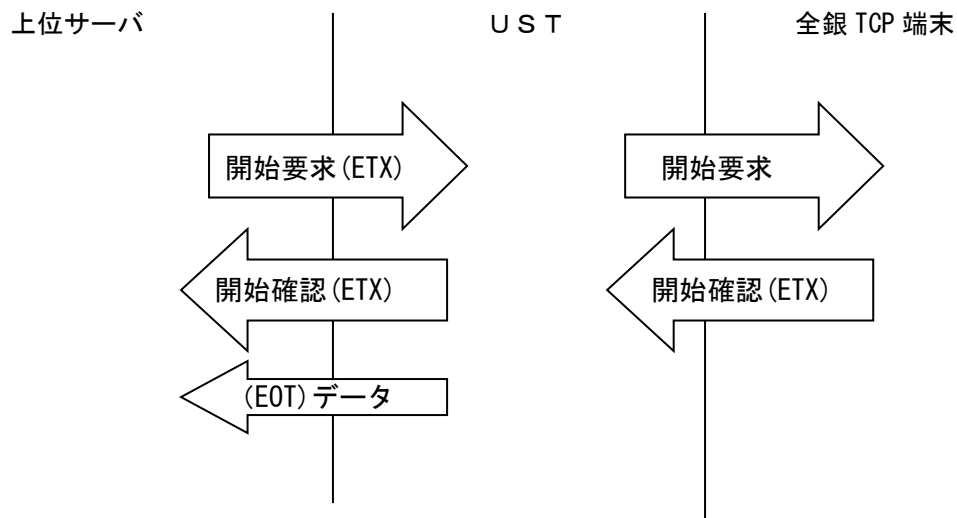 上位サーバ ＵＳＴ 全銀 TCP 端末
開始要求(ETX) 開始要求
開始確認(ETX) 開始確認(ETX)
(EOT)データ